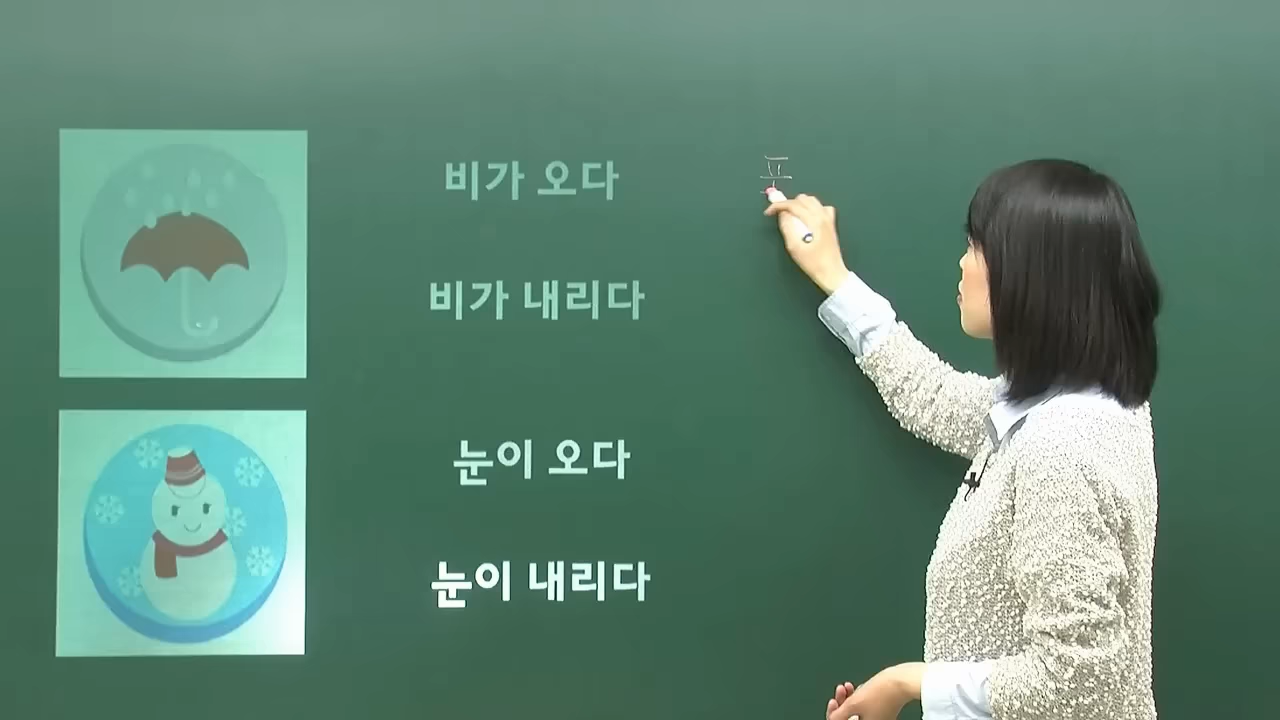 비가 오다
비가 내리다
눈이 오다
눈이 내리다